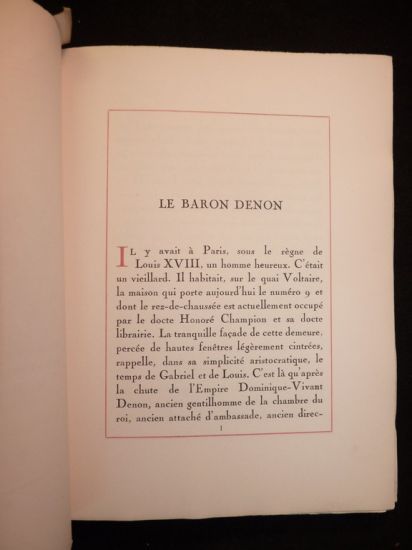 LE BARON DENON
IL y avait à Paris, sous le règne de
Louis XVIII, un homme heureux. C'était
un vieillard. Il habitait, sur le quai Voltaire,
la maison qui porte aujourd'hui le numéro 9 et
dont le rez-de-chaussée est actuellement occupé
par le docte Honoré Champion et sa docte
librairie. La tranquille façade de cette demeure,
percée de hautes fenêtres légèrement cintrées,
rappelle, dans sa simplicité aristocratique, le
temps de Gabriel et de Louis. C'est là qu'après
la chute de l'Empire Dominique-Vivant
Denon, ancien gentilhomme de la chambre du
roi, ancien attaché d'ambassade, ancien direc-
1